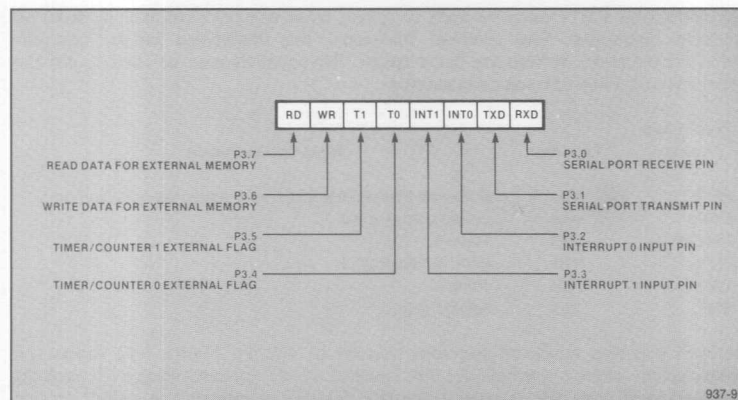 RD WR T1 T0 INT1 INT0 TXD RXD
P3.7
READ DATA FOR EXTERNAL MEMORY
P3.6
WRITE DATA FOR EXTERNAL MEMORY
P3.5
TIMER/COUNTER 1 EXTERNAL FLAG
P3.4
TIMER/COUNTER 0 EXTERNAL FLAG
P3.0
SERIAL PORT RECEIVE PIN
P3.1
SERIAL PORT TRANSMIT PIN
P3.2
INTERRUPT 0 INPUT PIN
P3.3
INTERRUPT 1 INPUT PIN
937-9